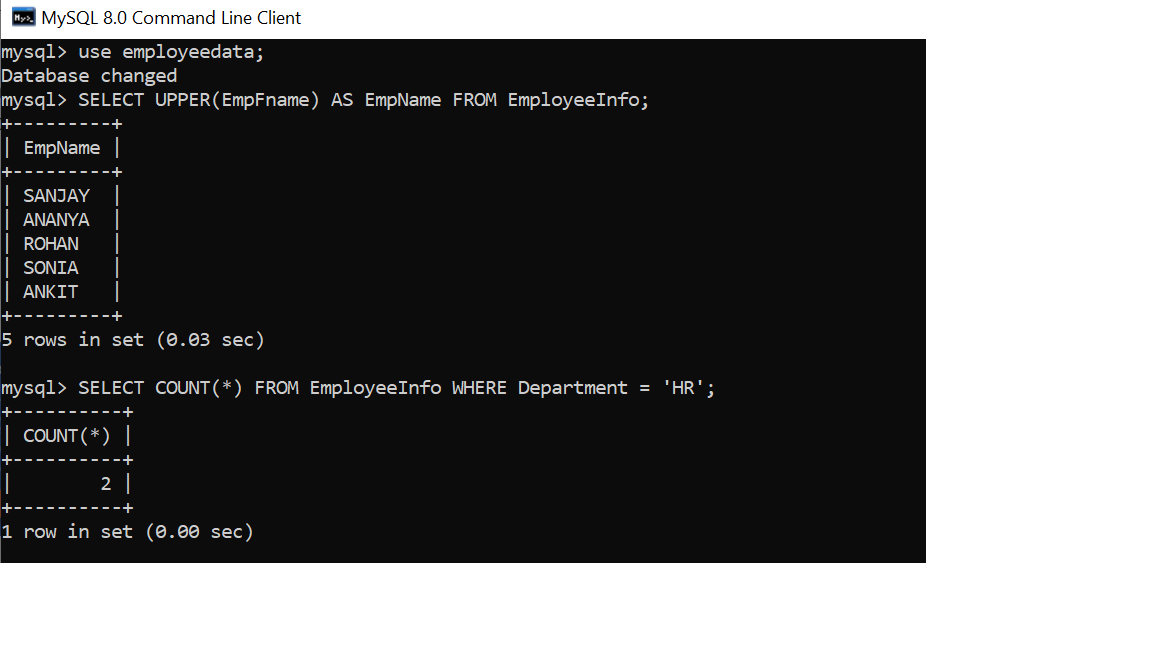 MySQL 8.0 Command Line Client
mysql> use employeedata;
Database changed
mysql> SELECT UPPER(EmpFname) AS EmpName FROM EmployeeInfo;
+---------+
| EmpName |
+---------+
| SANJAY  |
| ANANYA  |
| ROHAN   |
| SONIA   |
| ANKIT   |
+---------+
5 rows in set (0.03 sec)

mysql> SELECT COUNT(*) FROM EmployeeInfo WHERE Department = 'HR';
+----------+
| COUNT(*) |
+----------+
|        2 |
+----------+
1 row in set (0.00 sec)